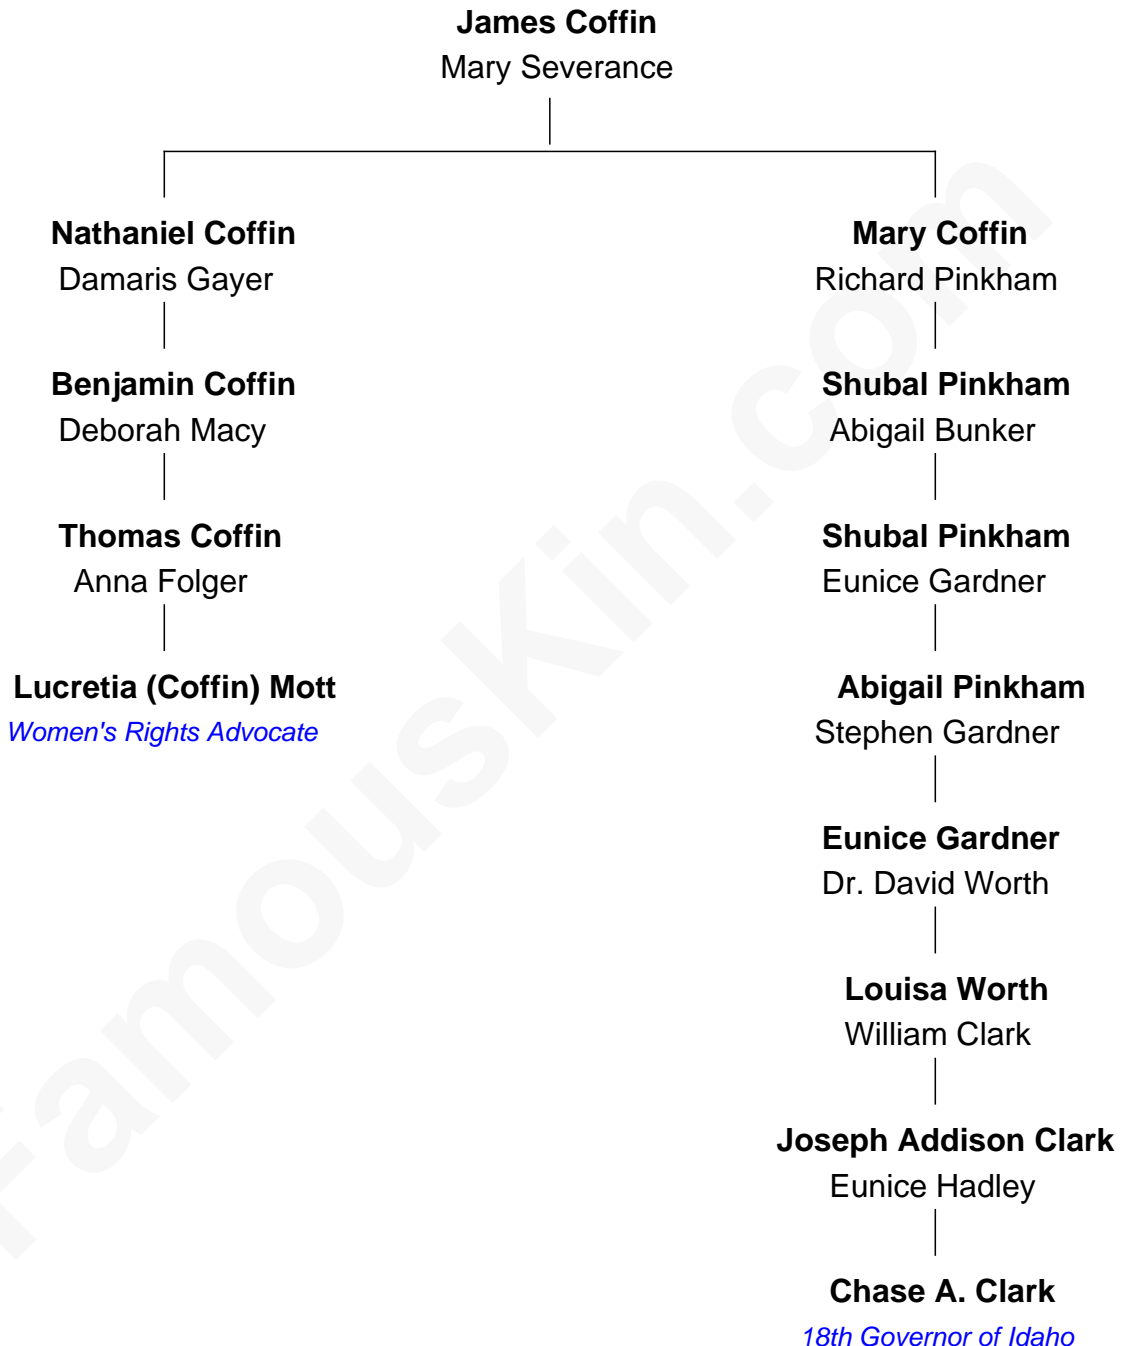 James Coffin
Mary Severance
Nathaniel Coffin
Damaris Gayer
Benjamin Coffin
Deborah Macy
Thomas Coffin
Anna Folger
Lucretia (Coffin) Mott
Women's Rights Advocate
Mary Coffin
Richard Pinkham
Shubal Pinkham
Abigail Bunker
Shubal Pinkham
Eunice Gardner
Abigail Pinkham
Stephen Gardner
Eunice Gardner
Dr. David Worth
Louisa Worth
William Clark
Joseph Addison Clark
Eunice Hadley
Chase A. Clark
18th Governor of Idaho
FamousKin.com